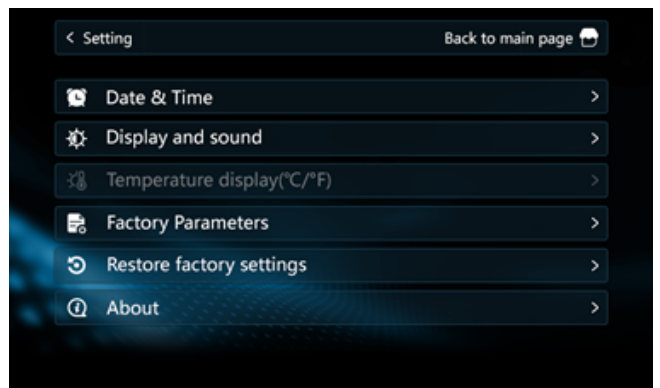 < Setting
Back to main page
Date & Time
Display and sound
Temperature display(°C/°F)
Factory Parameters
Restore factory settings
About